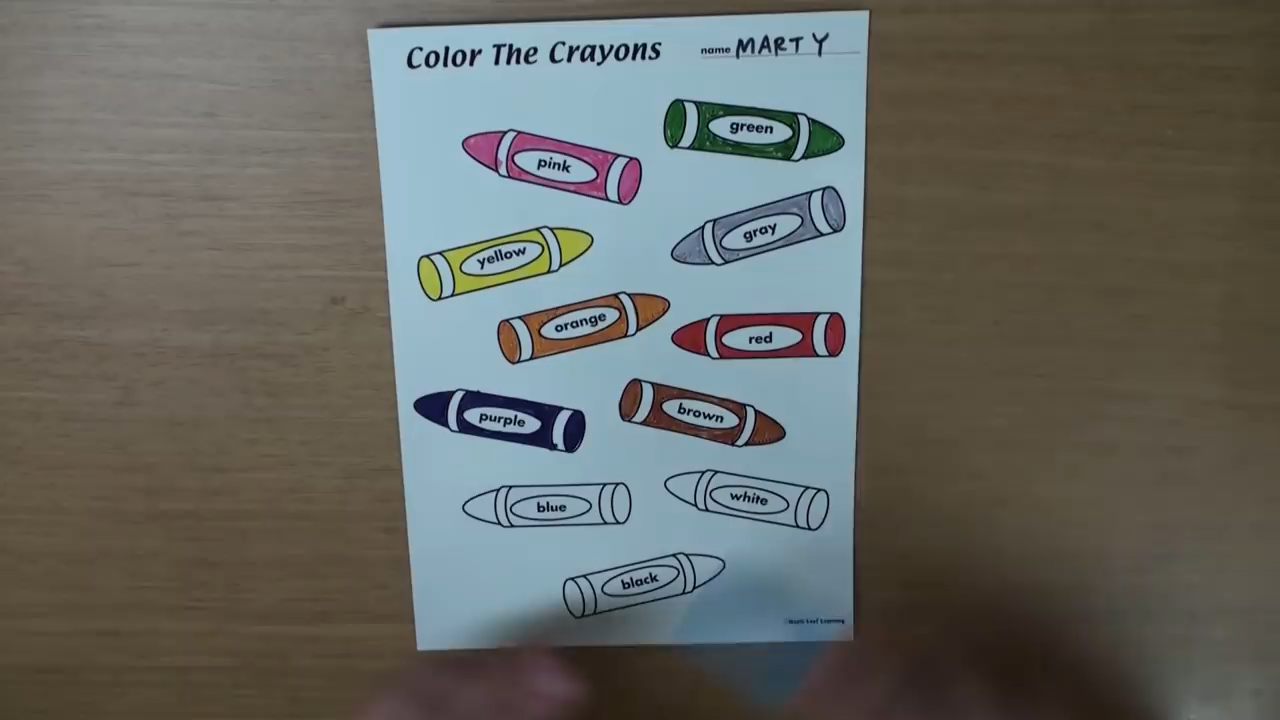 Color The Crayons
name MARTY
green
pink
gray
yellow
orange
red
purple
brown
blue
white
black